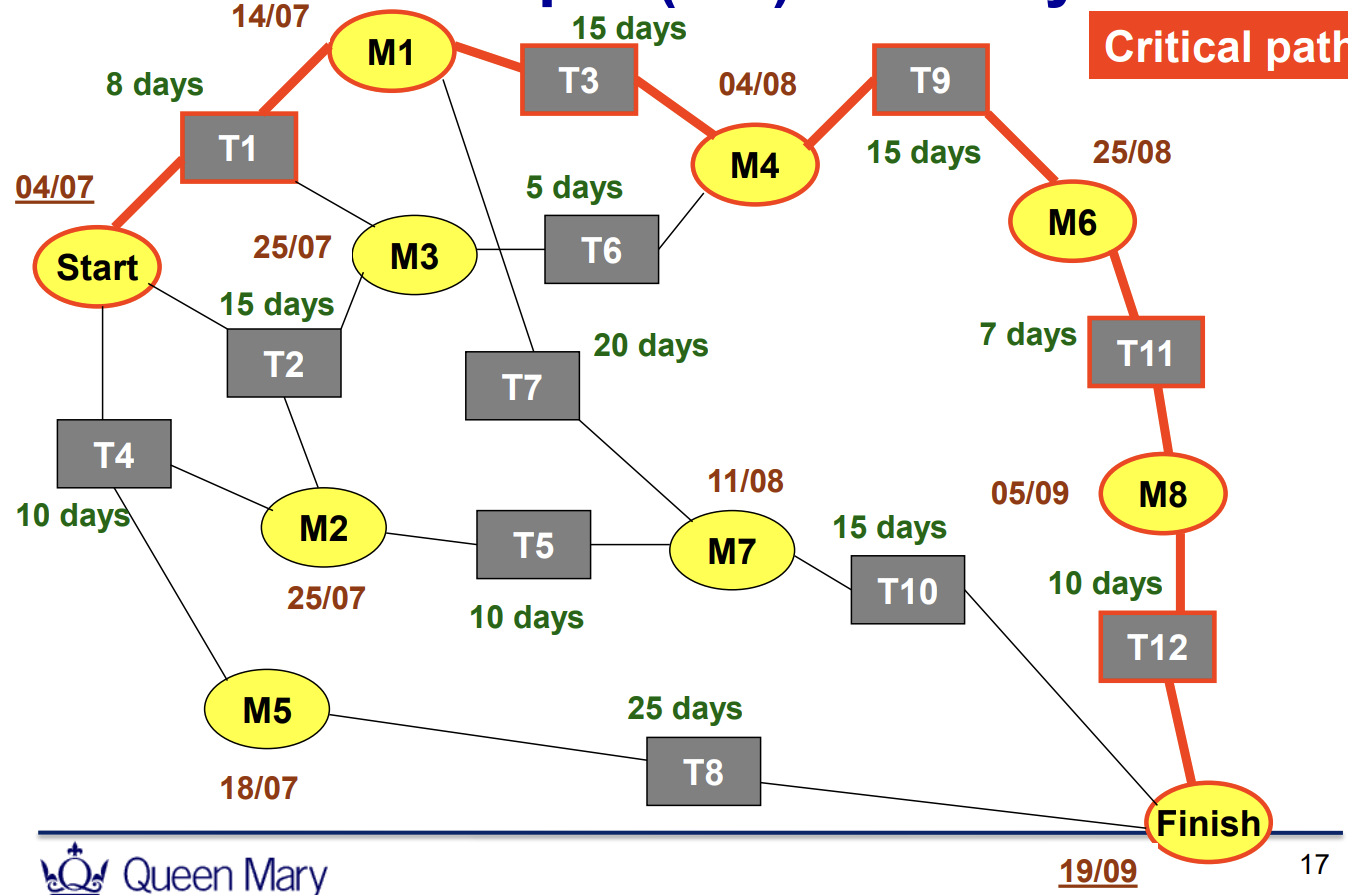 14/07
15 days
Critical path
M1
T3
T9
8 days
04/08
T1
15 days
25/08
M4
04/07
5 days
M6
25/07
M3
T6
Start
15 days
20 days
7 days
T11
T2
T7
T4
11/08
05/09
M8
10 days
M2
T5
M7
15 days
25/07
10 days
T10
10 days
T12
M5
25 days
18/07
T8
Finish
19/09
17
Queen Mary